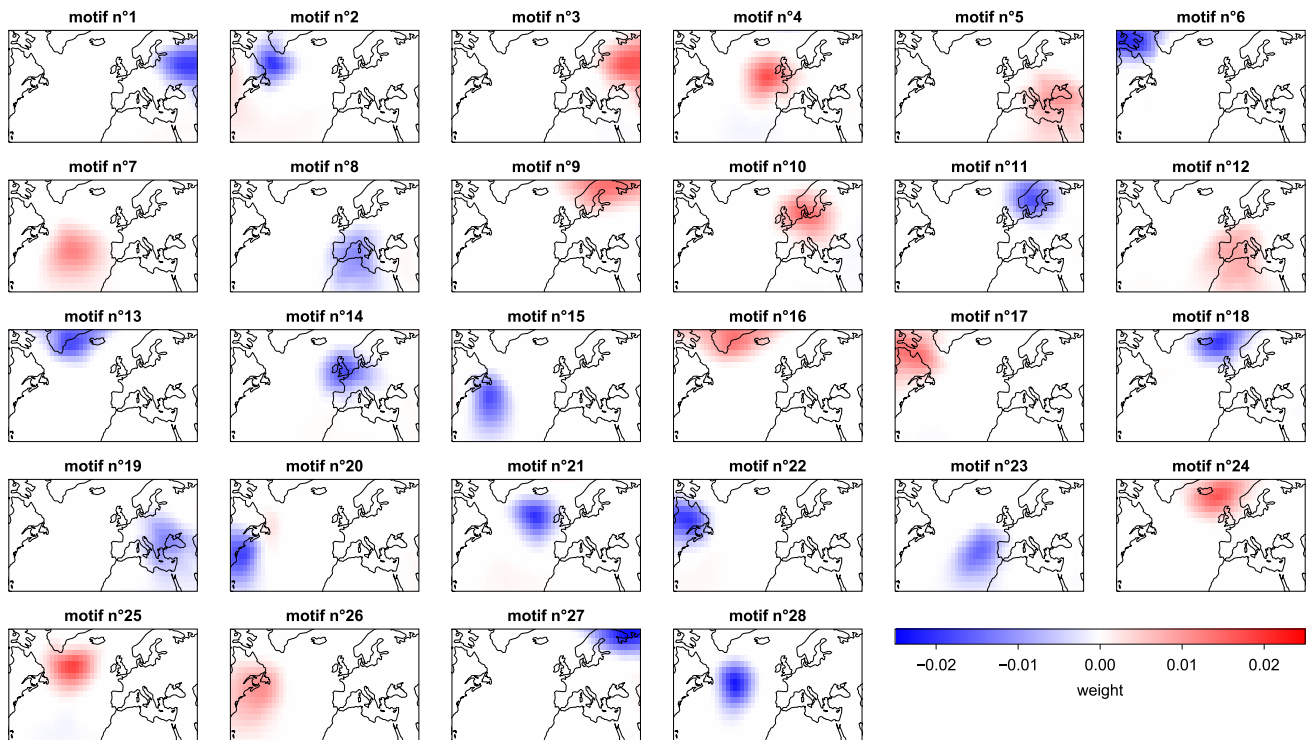 motif n°1 motif n°2 motif n°3 motif n°4 motif n°5 motif n°6
motif n°7 motif n°8 motif n°9 motif n°10 motif n°11 motif n°12
motif n°13 motif n°14 motif n°15 motif n°16 motif n°17 motif n°18
motif n°19 motif n°20 motif n°21 motif n°22 motif n°23 motif n°24
motif n°25 motif n°26 motif n°27 motif n°28
−0.02 −0.01 0.00 0.01 0.02
weight